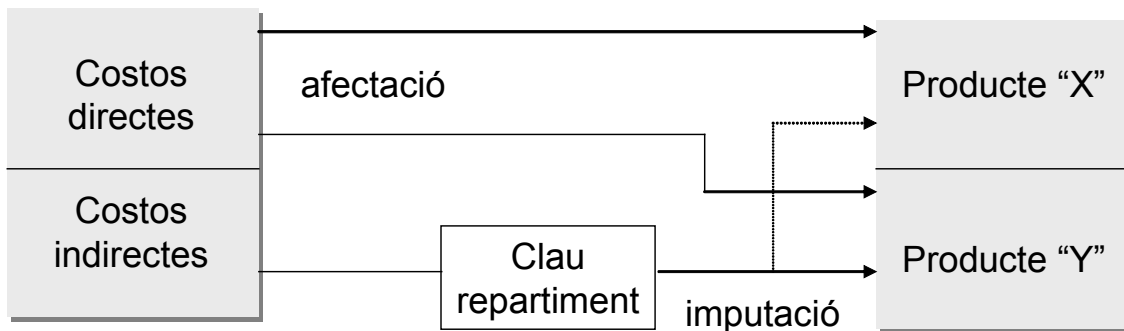 Costos
directes
afectació
Producte “X”
Costos
indirectes
Clau
repartiment
imputació
Producte “Y”